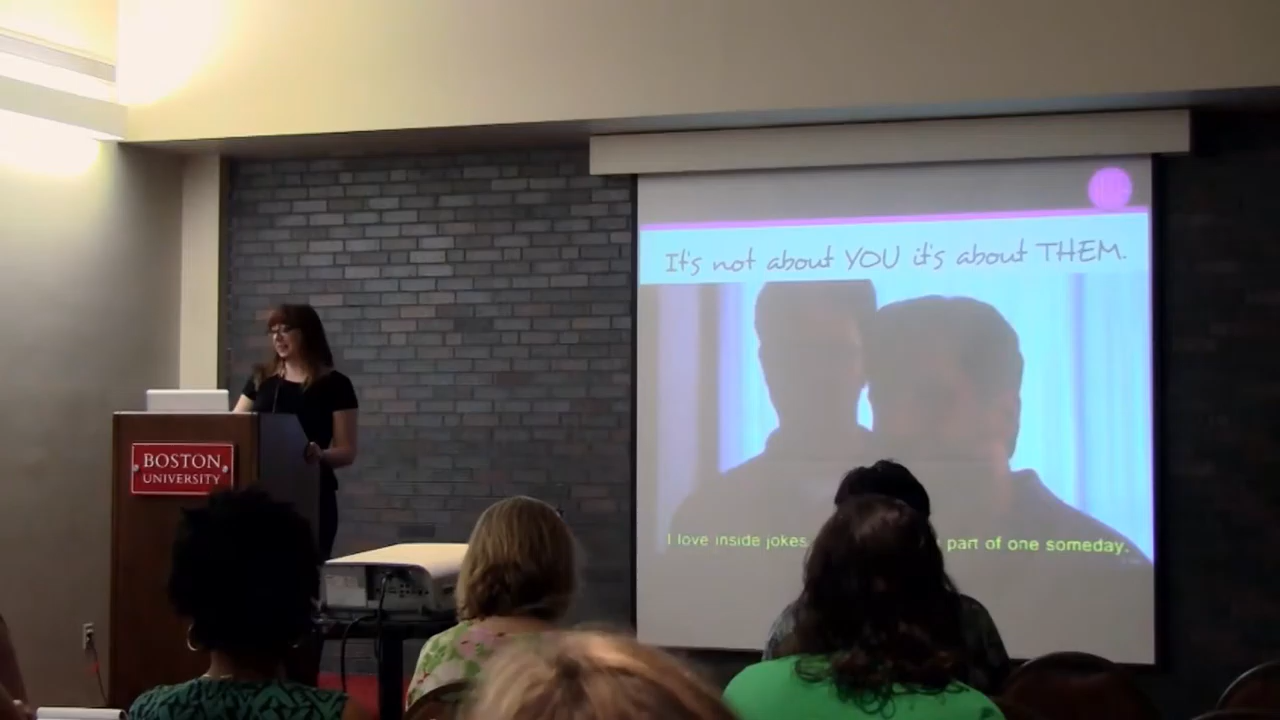 It's not about YOU it's about THEM.
BOSTON
UNIVERSITY
I love inside jokes. part of one someday.